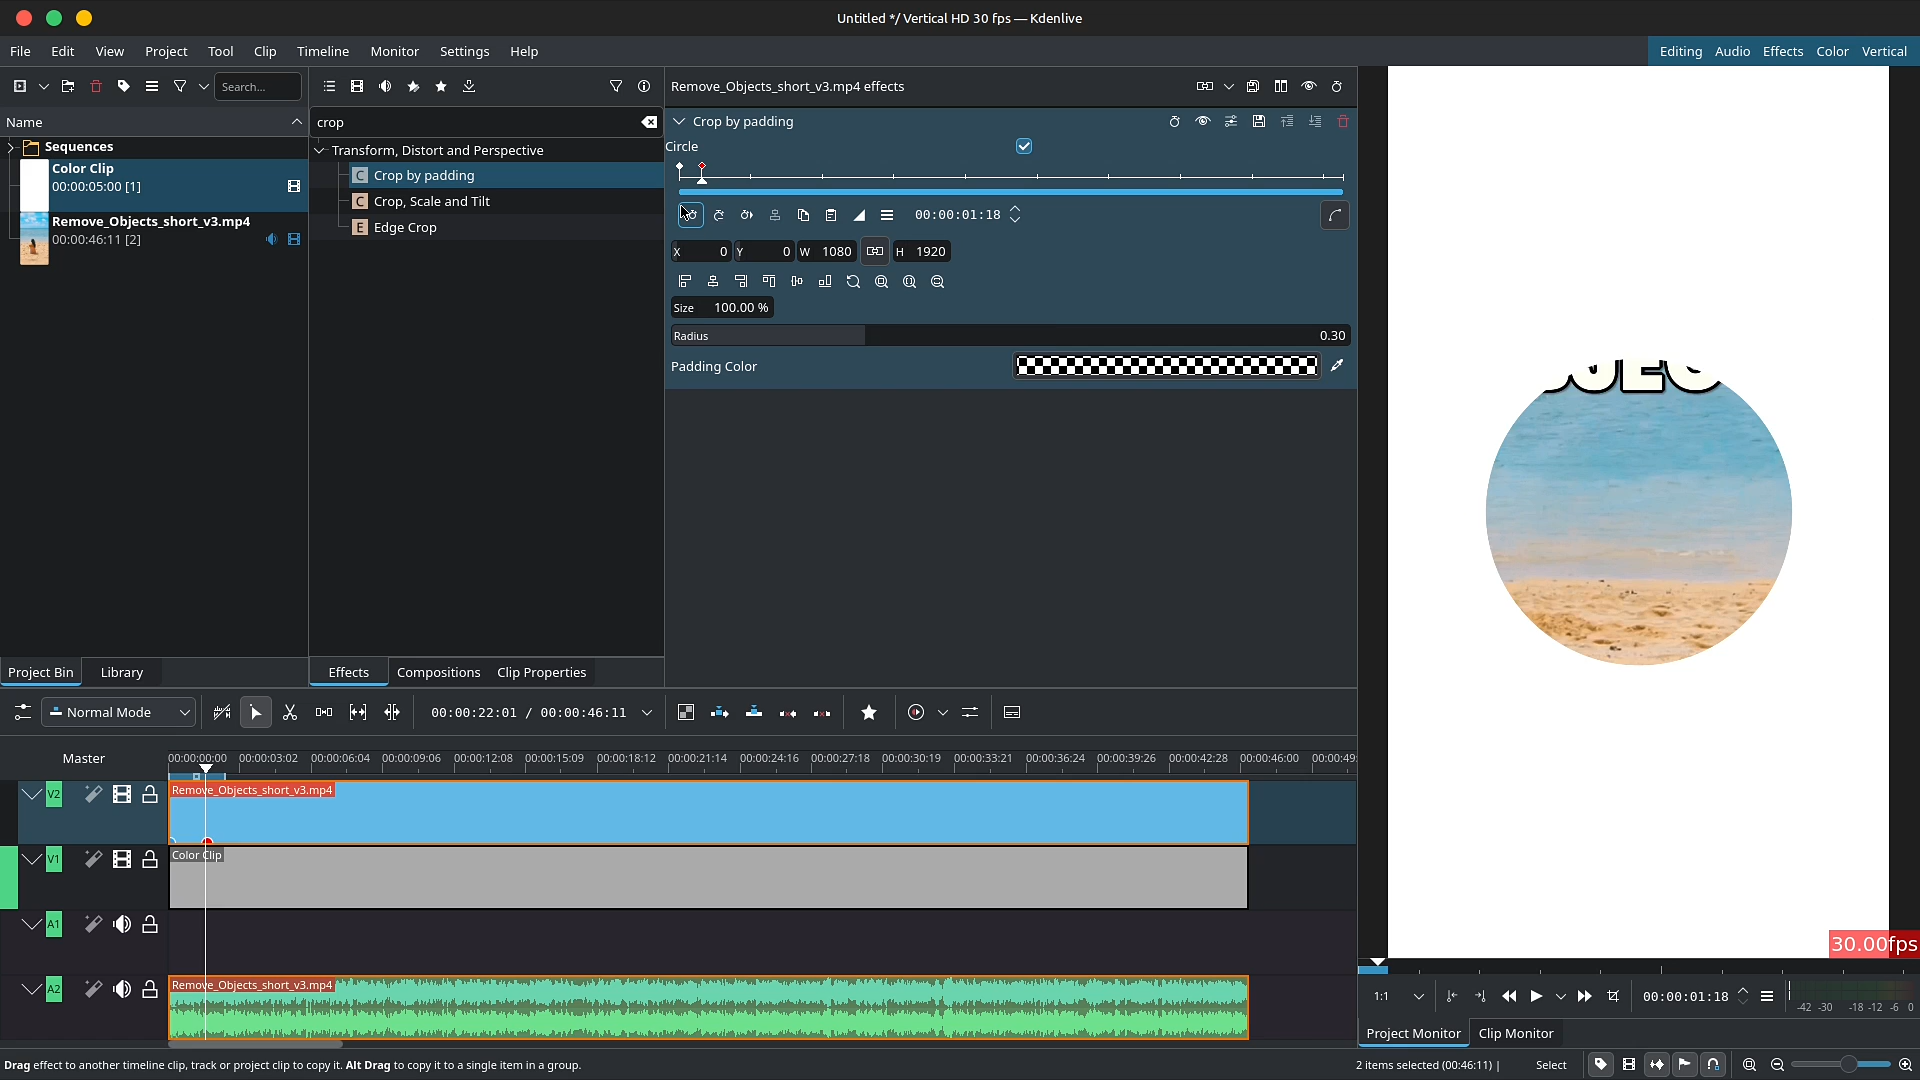 Untitled */ Vertical HD 30 fps — Kdenlive
File Edit View Project Tool Clip Timeline Monitor Settings Help
Editing Audio Effects Color Vertical
Search...
Name
Sequences
Color Clip
00:00:05:00 [1]
Remove_Objects_short_v3.mp4
00:00:46:11 [2]
Project Bin Library
crop
Transform, Distort and Perspective
C Crop by padding
C Crop, Scale and Tilt
E Edge Crop
Effects Compositions Clip Properties
Remove_Objects_short_v3.mp4 effects
Crop by padding
Circle
00:00:01:18
X 0 Y 0 W 1080 H 1920
Size 100.00 %
Radius 0.30
Padding Color
30.00fps
1:1 00:00:01:18
-42 -30 -18 -12 -6 0
Project Monitor Clip Monitor
Normal Mode 00:00:22:01 / 00:00:46:11
Master
00:00:00:00 00:00:03:02 00:00:06:04 00:00:09:06 00:00:12:08 00:00:15:09 00:00:18:12 00:00:21:14 00:00:24:16 00:00:27:18 00:00:30:19 00:00:33:21 00:00:36:24 00:00:39:26 00:00:42:28 00:00:46:00 00:00:49:
V2 Remove_Objects_short_v3.mp4
V1 Color Clip
A1
A2 Remove_Objects_short_v3.mp4
Drag effect to another timeline clip, track or project clip to copy it. Alt Drag to copy it to a single item in a group.
2 items selected (00:46:11) | Select